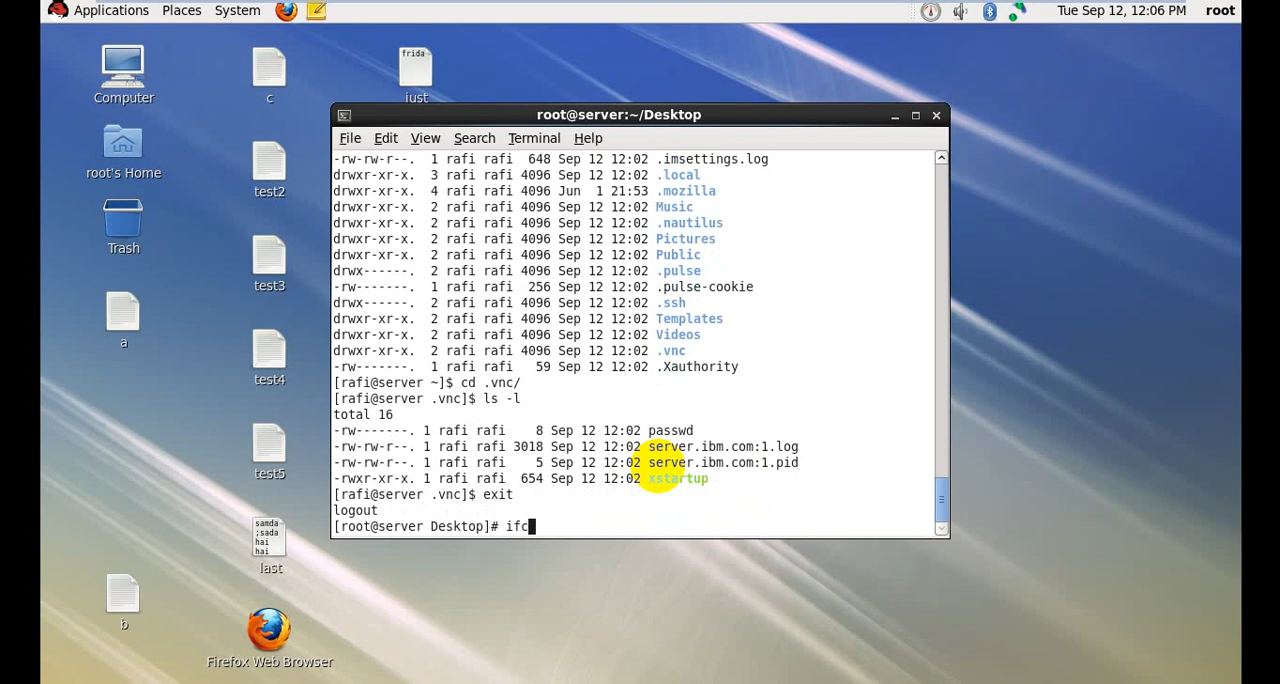 Applications Places System Tue Sep 12, 12:06 PM root
Computer
c
frida
iust
root's Home
test2
Trash
test3
a
test4
test5
samda
;sada
hai
hai
last
b
Firefox Web Browser
root@server:~/Desktop
File Edit View Search Terminal Help
-rw-rw-r--. 1 rafi rafi 648 Sep 12 12:02 .imsettings.log
drwxr-xr-x. 3 rafi rafi 4096 Sep 12 12:02 .local
drwxr-xr-x. 4 rafi rafi 4096 Jun 1 21:53 .mozilla
drwxr-xr-x. 2 rafi rafi 4096 Sep 12 12:02 Music
drwxr-xr-x. 2 rafi rafi 4096 Sep 12 12:02 .nautilus
drwxr-xr-x. 2 rafi rafi 4096 Sep 12 12:02 Pictures
drwxr-xr-x. 2 rafi rafi 4096 Sep 12 12:02 Public
drwx------. 2 rafi rafi 4096 Sep 12 12:02 .pulse
-rw-------. 1 rafi rafi 256 Sep 12 12:02 .pulse-cookie
drwx------. 2 rafi rafi 4096 Sep 12 12:02 .ssh
drwxr-xr-x. 2 rafi rafi 4096 Sep 12 12:02 Templates
drwxr-xr-x. 2 rafi rafi 4096 Sep 12 12:02 Videos
drwxr-xr-x. 2 rafi rafi 4096 Sep 12 12:02 .vnc
-rw-------. 1 rafi rafi 59 Sep 12 12:02 .Xauthority
[rafi@server ~]$ cd .vnc/
[rafi@server .vnc]$ ls -l
total 16
-rw-------. 1 rafi rafi 8 Sep 12 12:02 passwd
-rw-rw-r--. 1 rafi rafi 3018 Sep 12 12:02 server.ibm.com:1.log
-rw-rw-r--. 1 rafi rafi 5 Sep 12 12:02 server.ibm.com:1.pid
-rwxr-xr-x. 1 rafi rafi 654 Sep 12 12:02 xstartup
[rafi@server .vnc]$ exit
logout
[root@server Desktop]# ifc